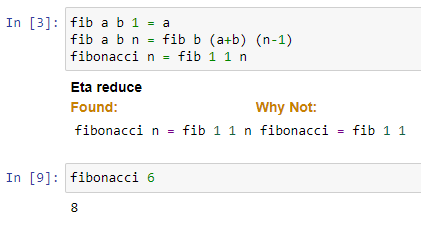 In [3]: fib a b 1 = a
fib a b n = fib b (a+b) (n-1)
fibonacci n = fib 1 1 n
Eta reduce
Found: Why Not:
fibonacci n = fib 1 1 n fibonacci = fib 1 1
In [9]: fibonacci 6
8